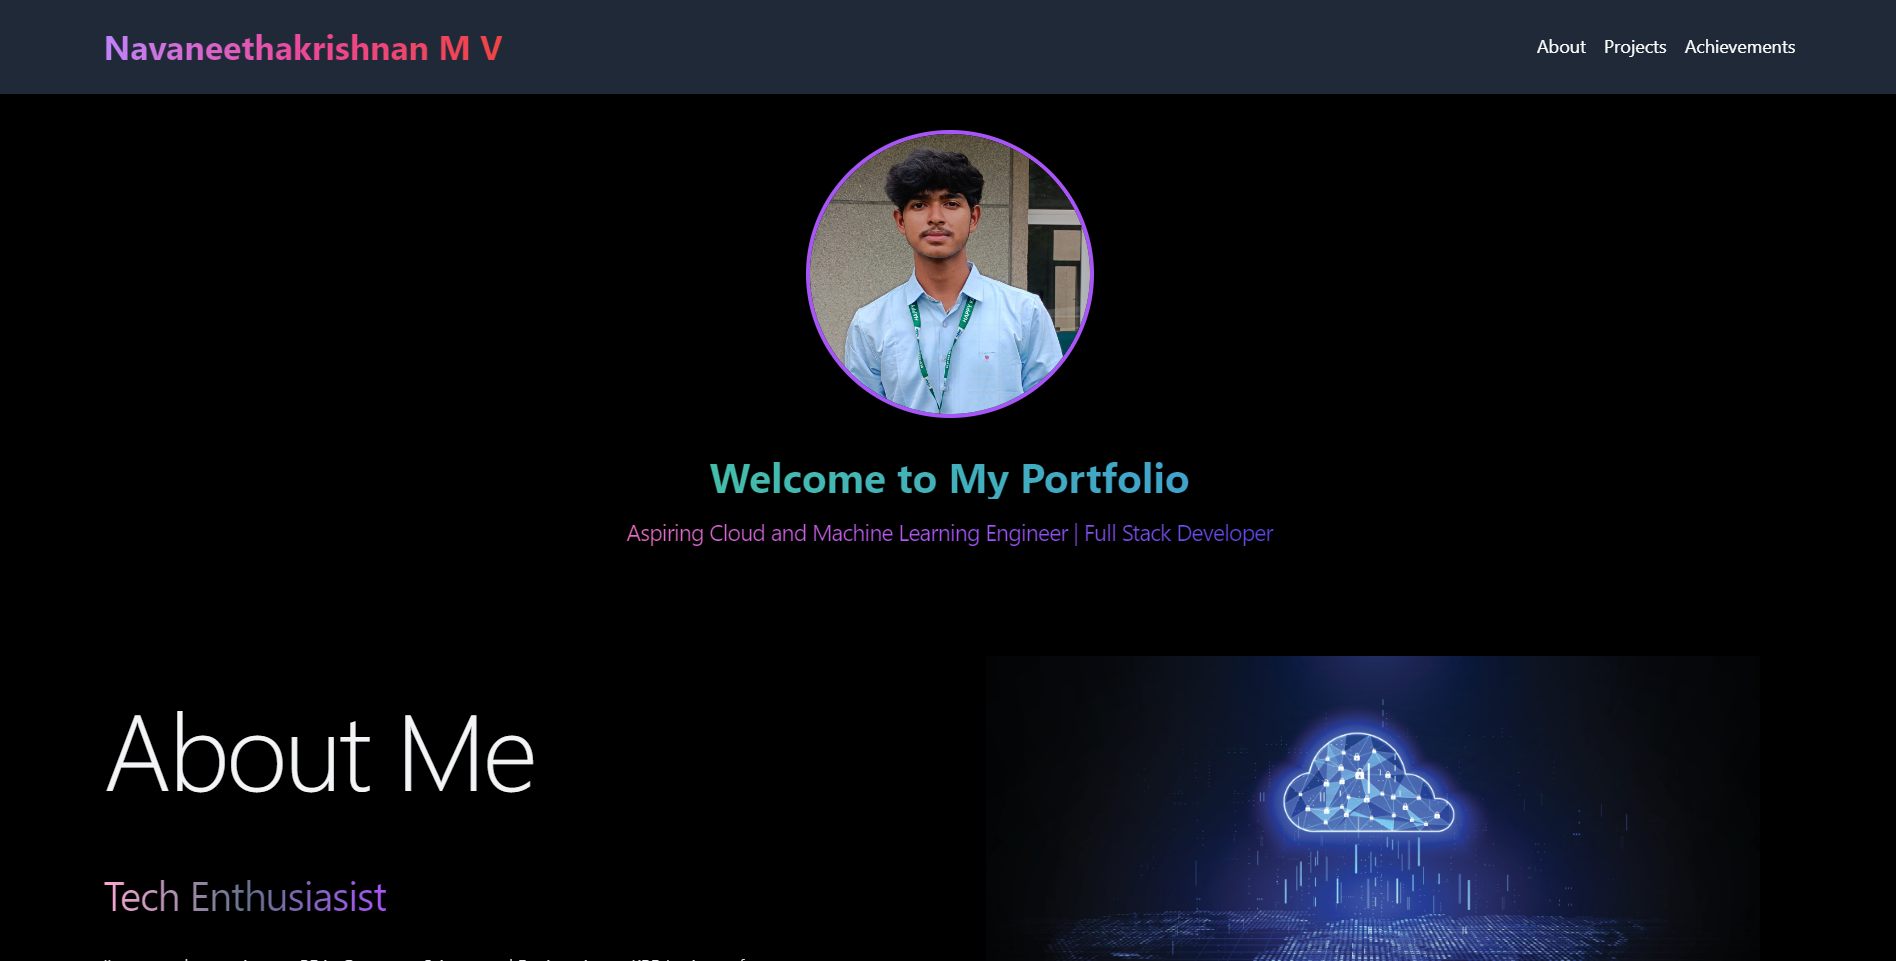 Navaneethakrishnan M V
About Projects Achievements
HAPPY
Welcome to My Portfolio
Aspiring Cloud and Machine Learning Engineer | Full Stack Developer
About Me
Tech Enthusiasist